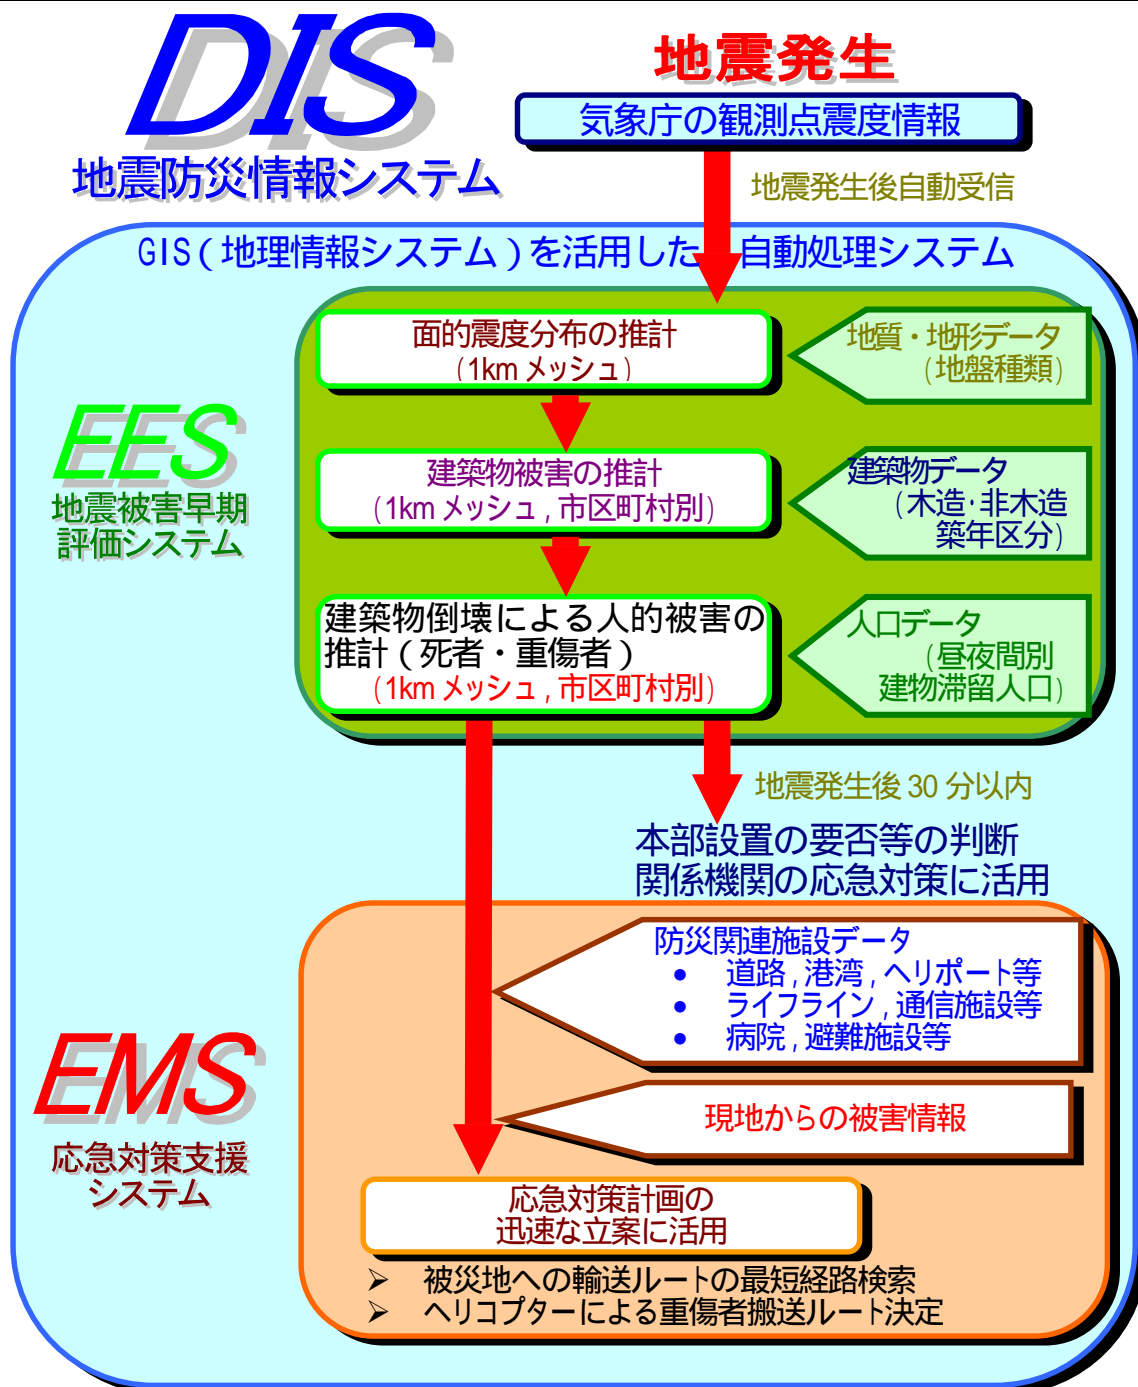 DIS
地震防災情報システム
地震発生
気象庁の観測点震度情報
地震発生後自動受信
GIS(地理情報システム)を活用した 自動処理システム
EES
地震被害早期
評価システム
面的震度分布の推計
(1km メッシュ)
地質・地形データ
(地盤種類)
建築物被害の推計
(1km メッシュ,市区町村別)
建築物データ
(木造・非木造
築年区分)
建築物倒壊による人的被害の
推計(死者・重傷者)
(1km メッシュ,市区町村別)
人口データ
(昼夜間別
建物滞留人口)
地震発生後 30 分以内
本部設置の要否等の判断
関係機関の応急対策に活用
EMS
応急対策支援
システム
防災関連施設データ
● 道路,港湾,ヘリポート等
● ライフライン,通信施設等
● 病院,避難施設等
現地からの被害情報
応急対策計画の
迅速な立案に活用
➢ 被災地への輸送ルートの最短経路検索
➢ ヘリコプターによる重傷者搬送ルート決定